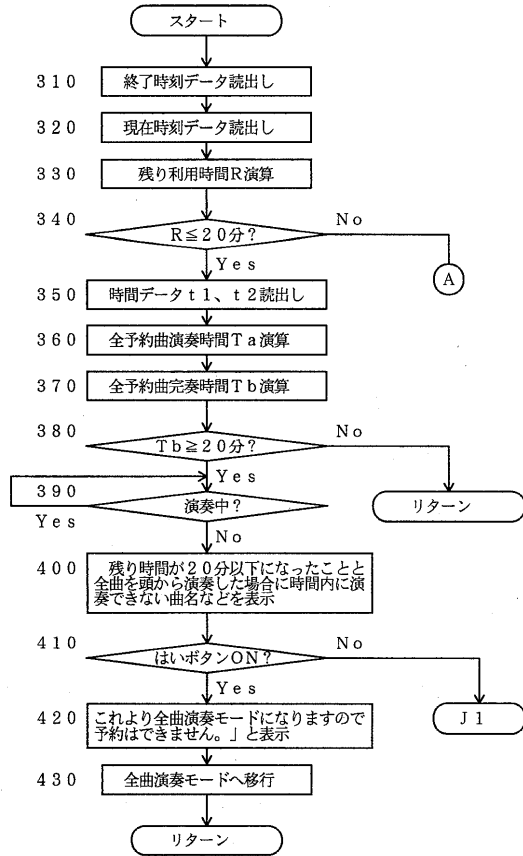 スタート
310
終了時刻データ読出し
320
現在時刻データ読出し
330
残り利用時間R演算
340
R≦20分?
No
Yes
A
350
時間データt1、t2読出し
360
全予約曲演奏時間Ta演算
370
全予約曲完奏時間Tb演算
380
Tb≧20分?
No
Yes
リターン
390
演奏中?
Yes
No
400
残り時間が20分以下になったことと
全曲を頭から演奏した場合に時間内に演
奏できない曲名などを表示
410
はいボタンON?
No
Yes
J1
420
これより全曲演奏モードになりますので
予約はできません。」と表示
430
全曲演奏モードへ移行
リターン